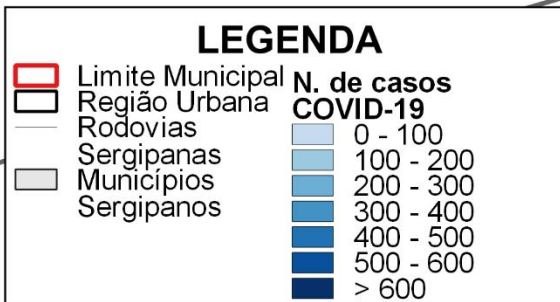 LEGENDA
Limite Municipal
Região Urbana
Rodovias
Sergipanas
Municípios
Sergipanos
N. de casos
COVID-19
0 - 100
100 - 200
200 - 300
300 - 400
400 - 500
500 - 600
> 600